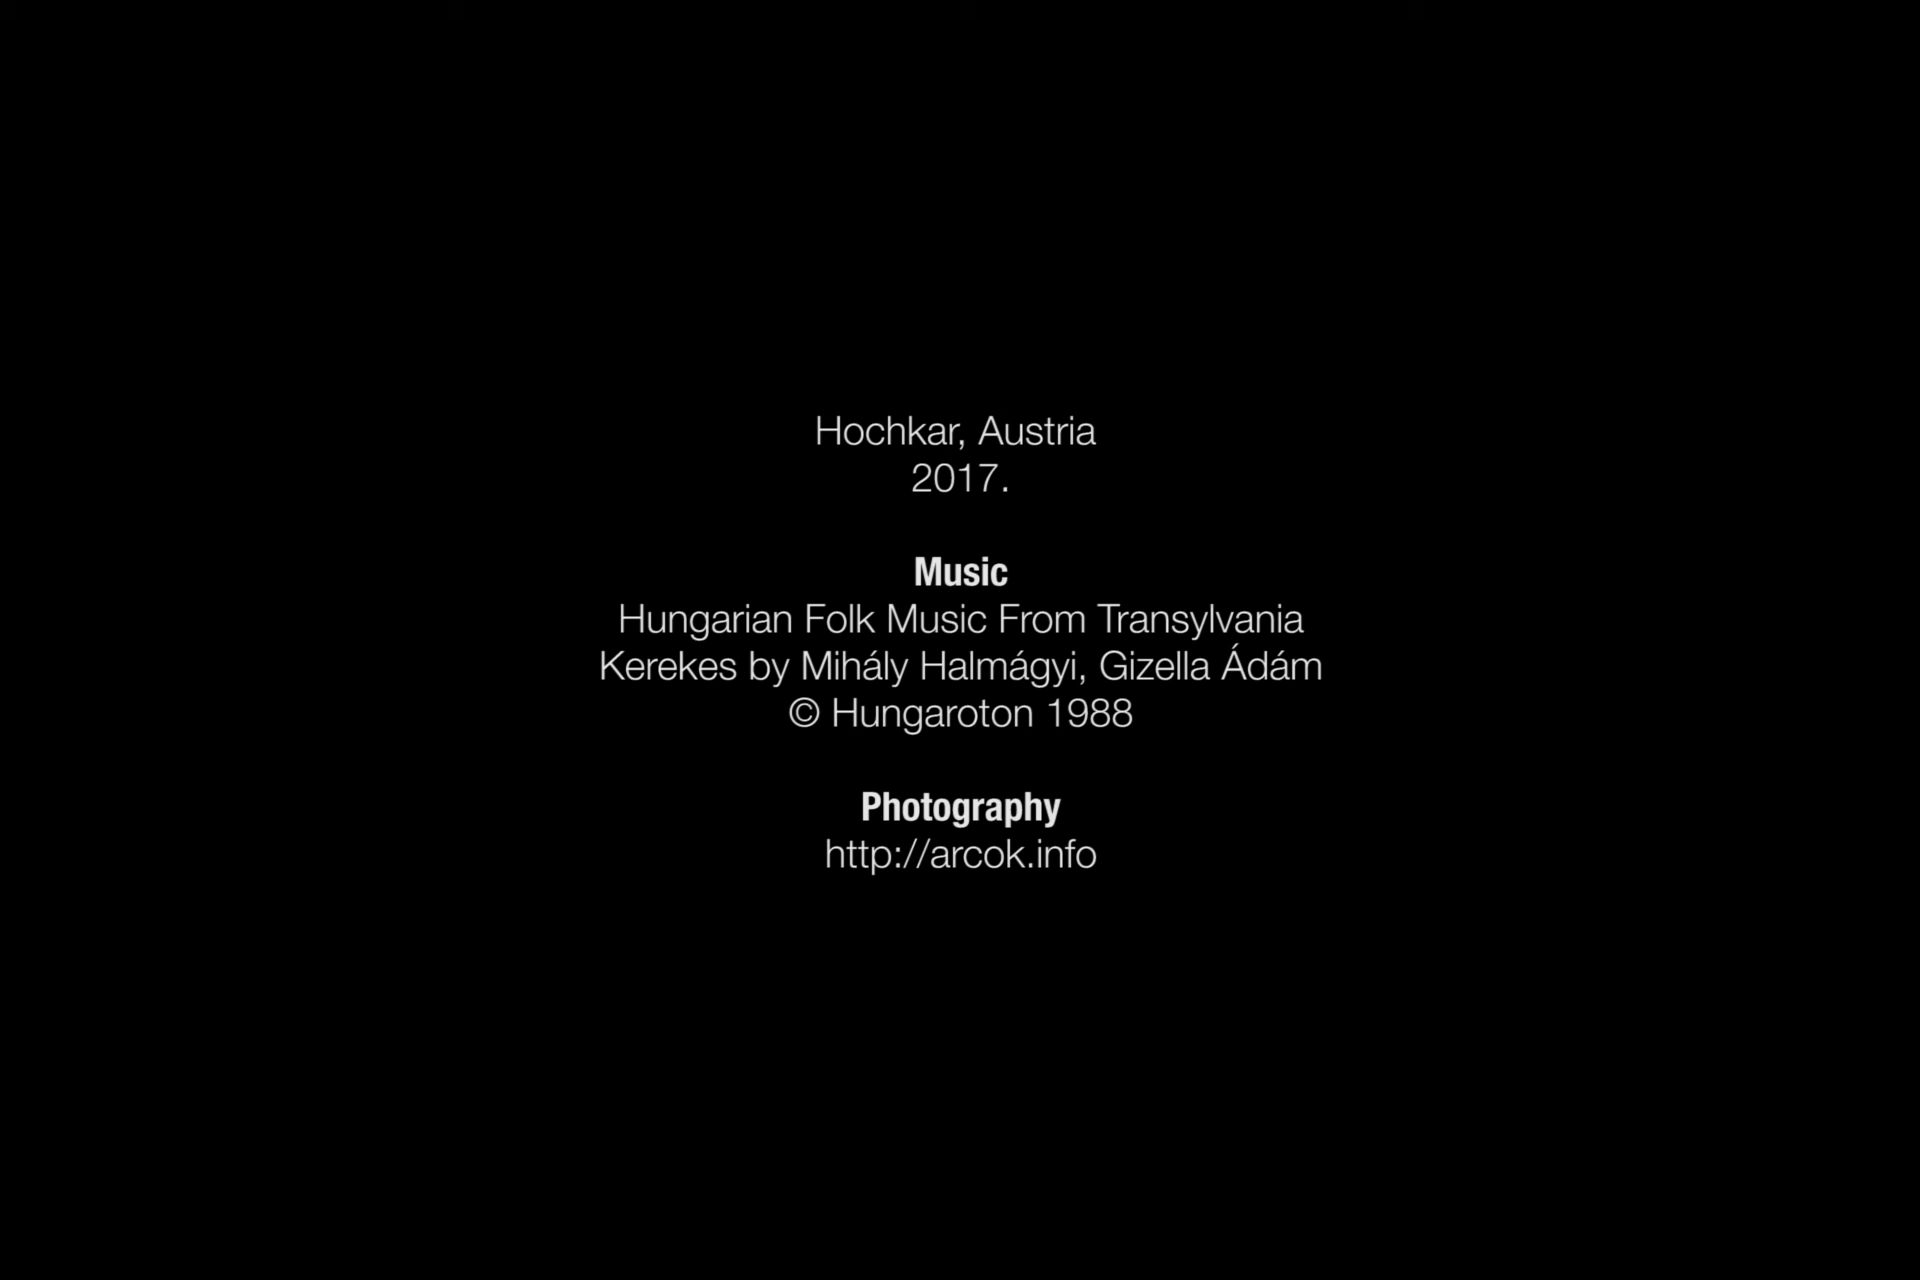 Hochkar, Austria
2017.
Music
Hungarian Folk Music From Transylvania
Kerekes by Mihály Halmágyi, Gizella Ádám
© Hungaroton 1988
Photography
http://arcok.info